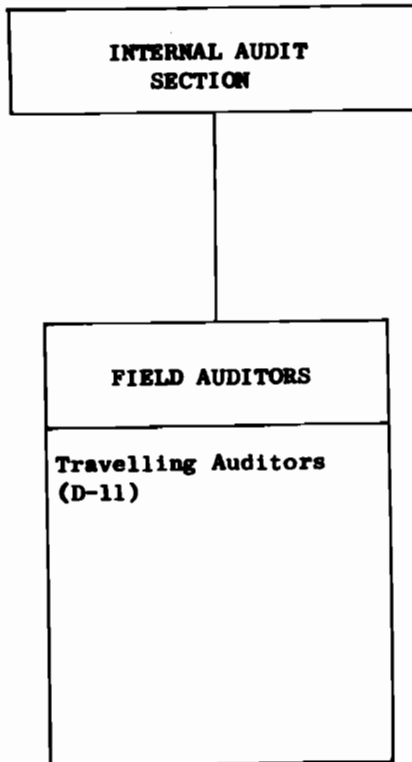 INTERNAL AUDIT
SECTION
FIELD AUDITORS
Travelling Auditors
(D-11)